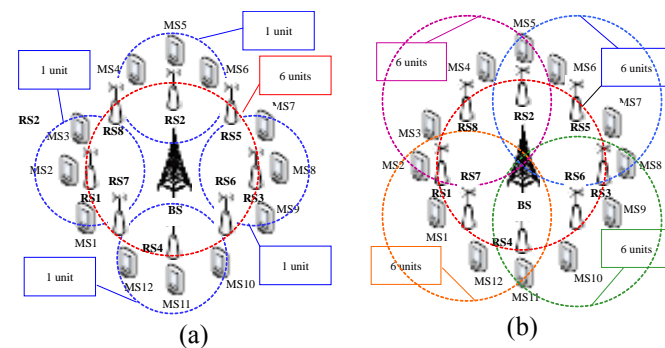 MS5
1 unit
MS4
MS6
6 units
1 unit
RS2
RS2
MS7
RS8
RS5
MS3
MS2
MS8
RS7
RS6
RS1
RS3
BS
MS9
MS1
RS4
1 unit
1 unit
MS12
MS10
MS11
(a)
MS5
6 units
6 units
MS4
MS6
RS2
MS7
RS8
RS5
MS3
MS2
MS8
RS7
RS6
RS1
RS3
BS
MS9
MS1
RS4
6 units
6 units
MS12
MS10
MS11
(b)